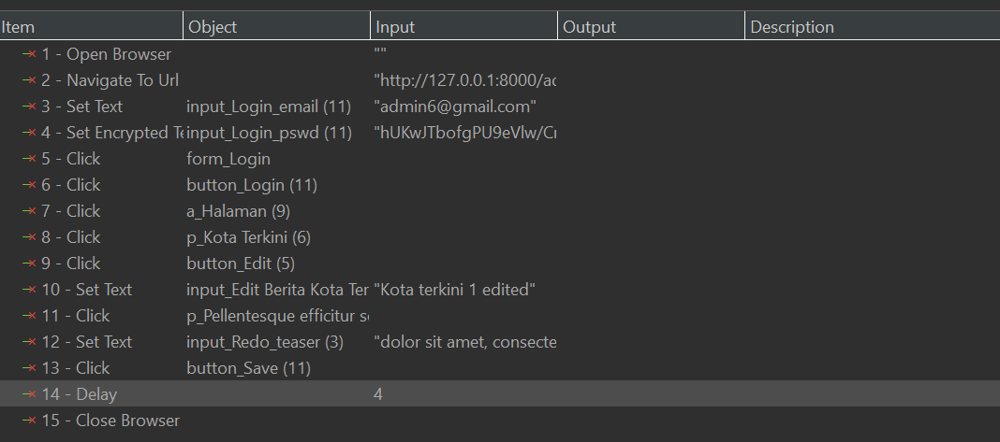 Item Object Input Output Description
1 - Open Browser ""
2 - Navigate To Url "http://127.0.0.1:8000/ac
3 - Set Text input_Login_email (11) "admin6@gmail.com"
4 - Set Encrypted Te input_Login_pswd (11) "hUKwJTbofgPU9eVlw/Cr
5 - Click form_Login
6 - Click button_Login (11)
7 - Click a_Halaman (9)
8 - Click p_Kota Terkini (6)
9 - Click button_Edit (5)
10 - Set Text input_Edit Berita Kota Ter "Kota terkini 1 edited"
11 - Click p_Pellentesque efficitur se
12 - Set Text input_Redo_teaser (3) "dolor sit amet, consecte
13 - Click button_Save (11)
14 - Delay 4
15 - Close Browser